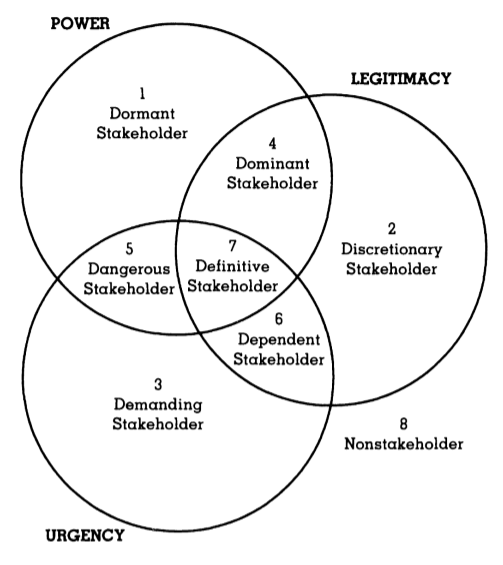 POWER
LEGITIMACY
1
Dormant
Stakeholder
4
Dominant
Stakeholder
2
Discretionary
Stakeholder
5
Dangerous
Stakeholder
7
Definitive
Stakeholder
6
Dependent
Stakeholder
3
Demanding
Stakeholder
8
Nonstakeholder
URGENCY